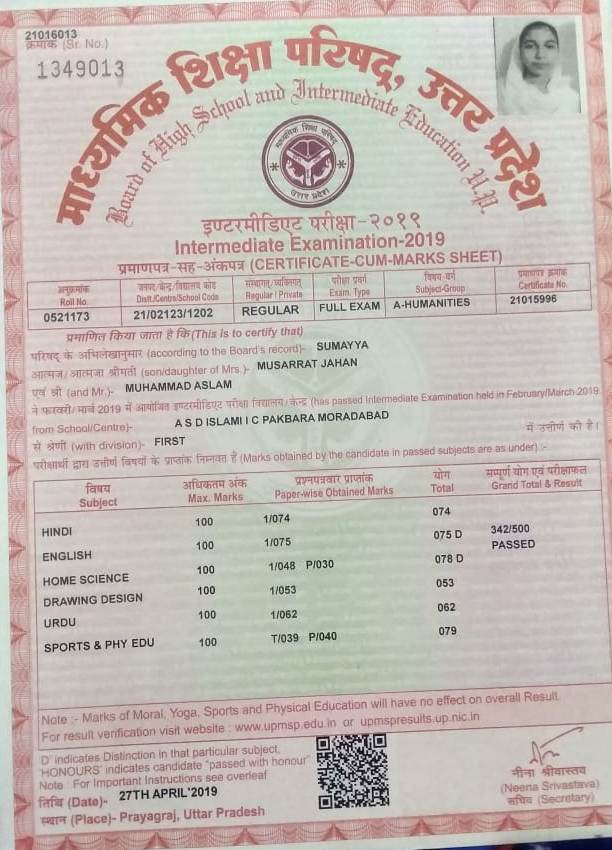 21016013
क्रमांक (Sr. No.)
1349013
माध्यमिक शिक्षा परिषद्, उत्तर प्रदेश
Board of High School and Intermediate Education U.P.
माध्यमिक शिक्षा परिषद्
उत्तर प्रदेश
इण्टरमीडिएट परीक्षा-२०१९
Intermediate Examination-2019
प्रमाणपत्र-सह-अंकपत्र (CERTIFICATE-CUM-MARKS SHEET)
अनुक्रमांक जनपद/केन्द्र/विद्यालय कोड संस्थागत/व्यक्तिगत परीक्षा प्रवर्ग विषय-वर्ग प्रमाणपत्र क्रमांक
Roll No. Distt./Centre/School Code Regular / Private Exam. Type Subject-Group Certificate No.
0521173 21/02123/1202 REGULAR FULL EXAM A-HUMANITIES 21015996
प्रमाणित किया जाता है कि (This is to certify that)
परिषद् के अभिलेखानुसार (according to the Board's record)- SUMAYYA
आत्मज/आत्मजा श्रीमती (son/daughter of Mrs.)- MUSARRAT JAHAN
एवं श्री (and Mr.)- MUHAMMAD ASLAM
ने फरवरी/मार्च 2019 में आयोजित इण्टरमीडिएट परीक्षा विद्यालय/केन्द्र (has passed Intermediate Examination held in February/March 2019
from School/Centre)- A S D ISLAMI I C PAKBARA MORADABAD
से श्रेणी (with division)- FIRST में उत्तीर्ण की है।
परीक्षार्थी द्वारा उत्तीर्ण विषयों के प्राप्तांक निम्नवत हैं (Marks obtained by the candidate in passed subjects are as under) :-
विषय अधिकतम अंक प्रश्नपत्रवार प्राप्तांक योग सम्पूर्ण योग एवं परीक्षाफल
Subject Max. Marks Paper-wise Obtained Marks Total Grand Total & Result
HINDI 100 1/074 074
ENGLISH 100 1/075 075 D 342/500
HOME SCIENCE 100 1/048 P/030 078 D PASSED
DRAWING DESIGN 100 1/053 053
URDU 100 1/062 062
SPORTS & PHY EDU 100 T/039 P/040 079
Note :- Marks of Moral, Yoga, Sports and Physical Education will have no effect on overall Result.
For result verification visit website : www.upmsp.edu.in or upmspresults.up.nic.in
'D' indicates Distinction in that particular subject.
'HONOURS' indicates candidate "passed with honour"
Note : For Important Instructions see overleaf
तिथि (Date)- 27TH APRIL'2019
स्थान (Place)- Prayagraj, Uttar Pradesh
नीना श्रीवास्तव
(Neena Srivastava)
सचिव (Secretary)